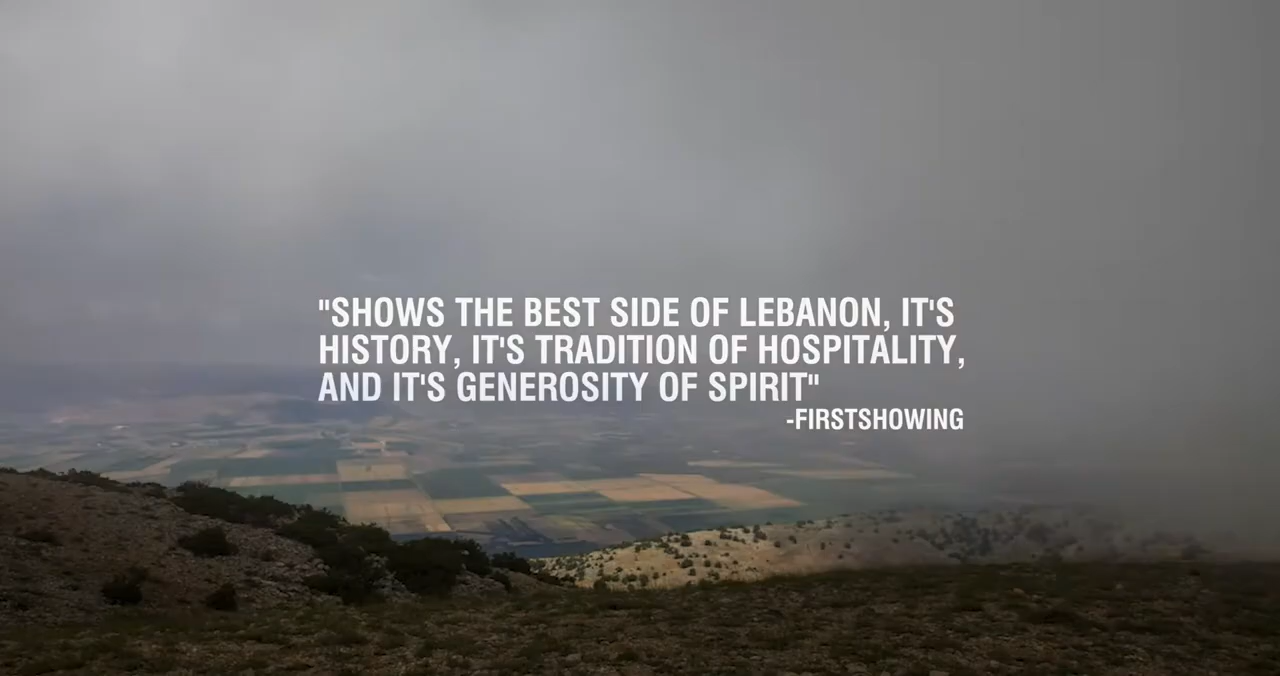 "SHOWS THE BEST SIDE OF LEBANON, IT'S
HISTORY, IT'S TRADITION OF HOSPITALITY,
AND IT'S GENEROSITY OF SPIRIT"
-FIRSTSHOWING